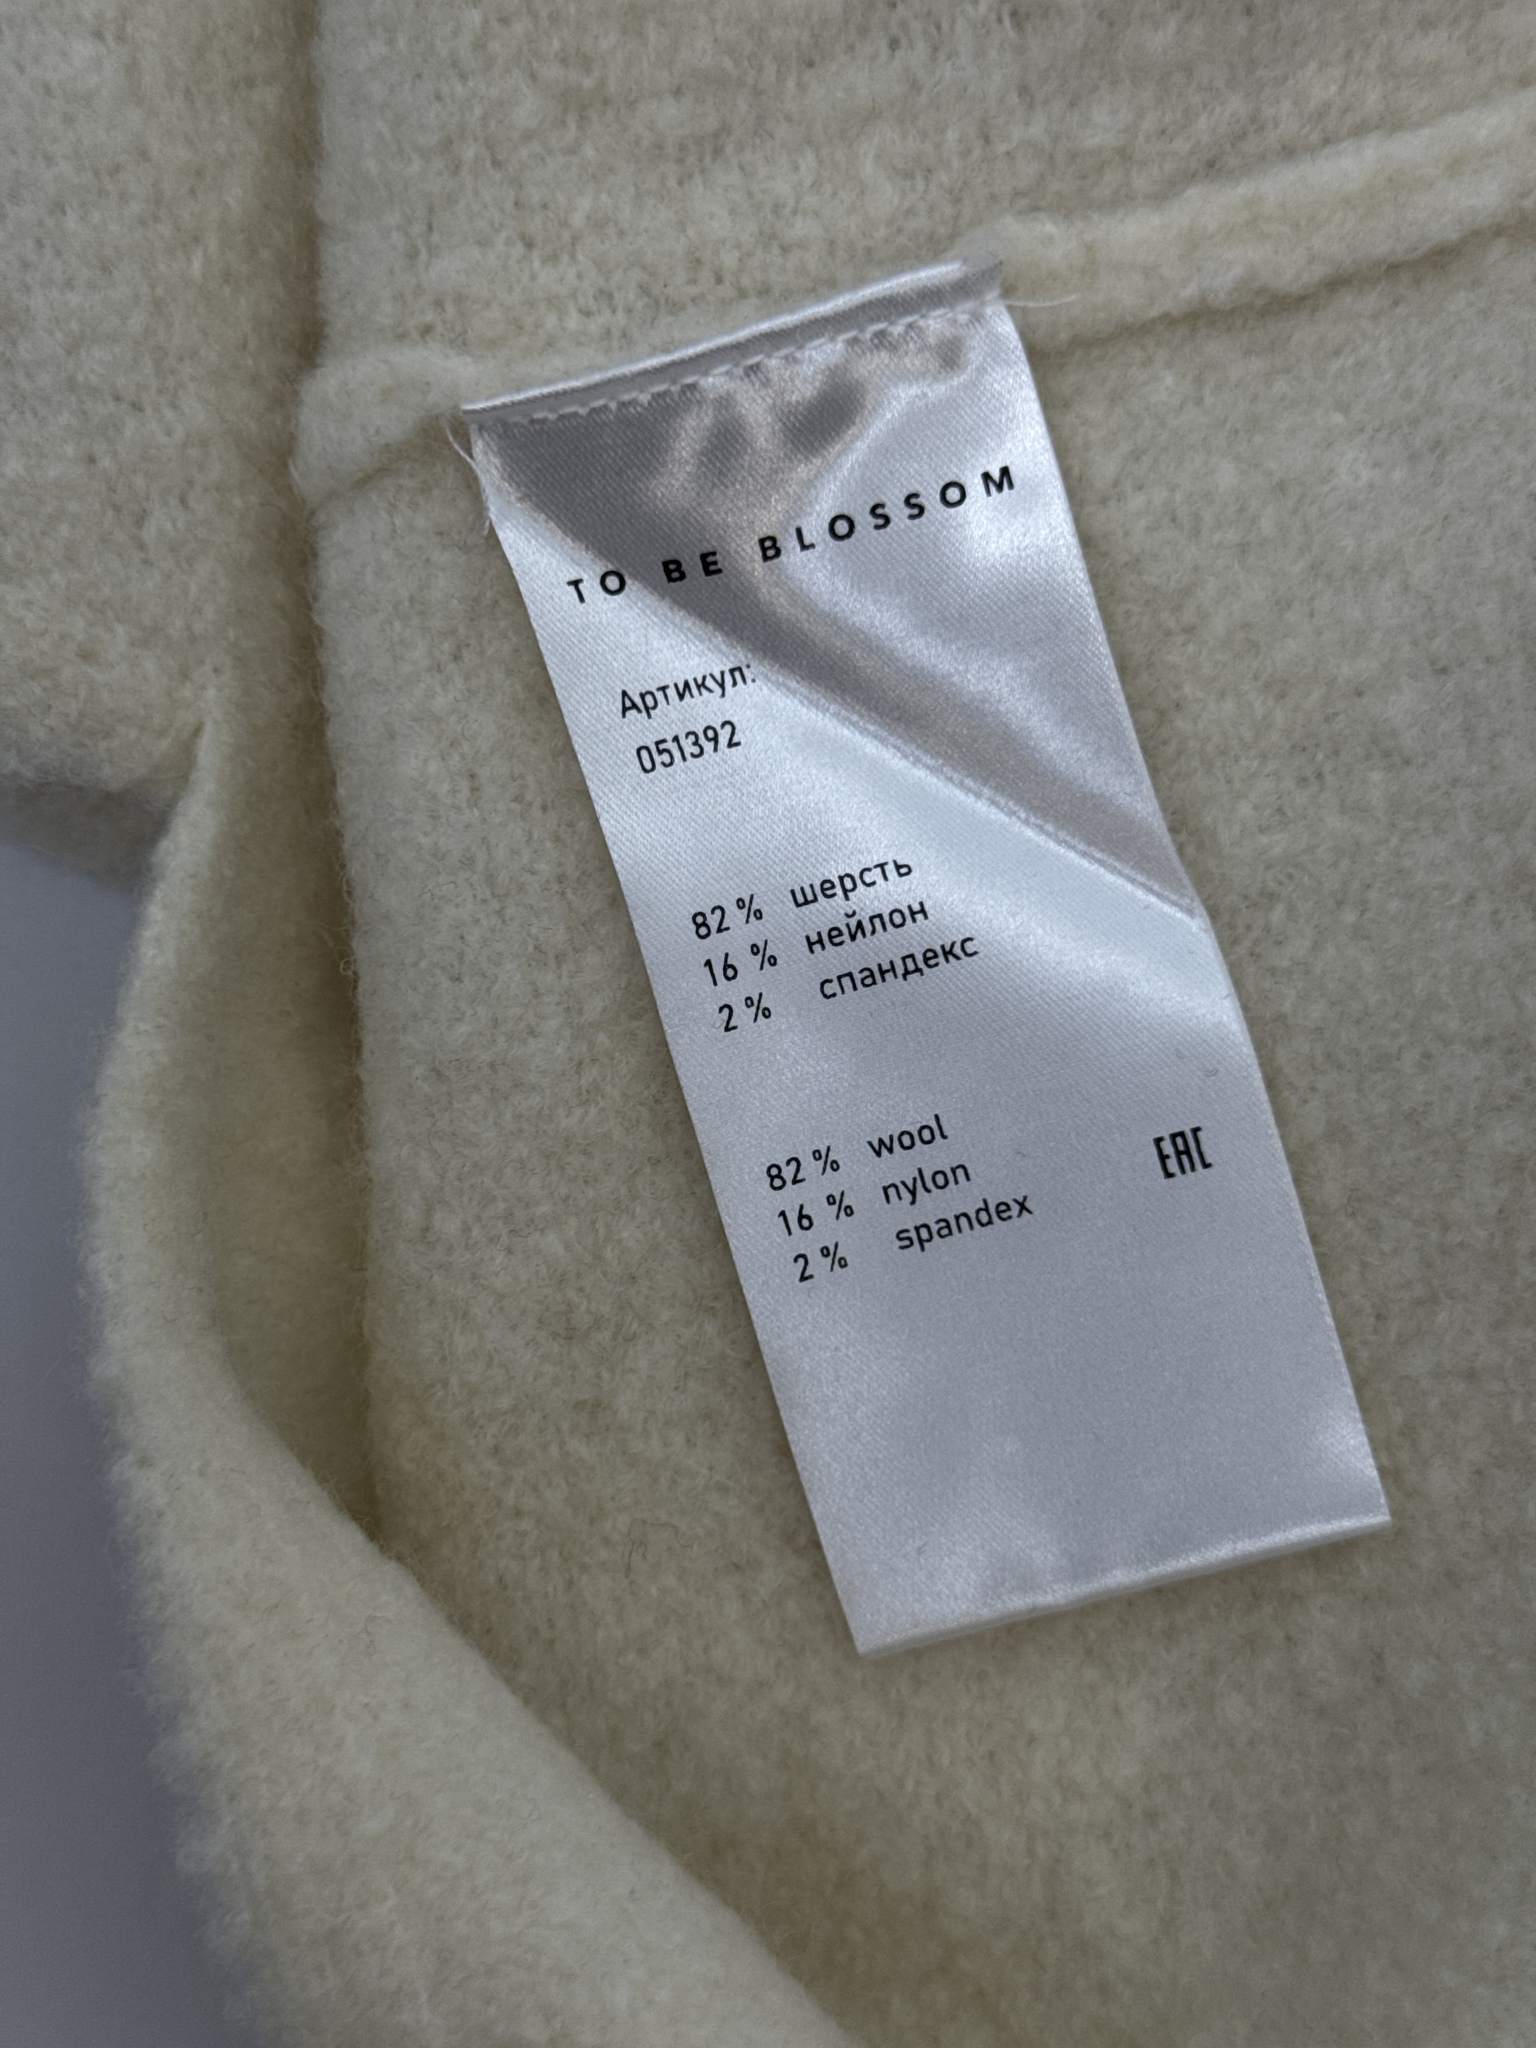 TO BE BLOSSOM
Артикул:
051392
82 % шерсть
16 % нейлон
2 % спандекс
82 % wool
16 % nylon
2 % spandex
EAC